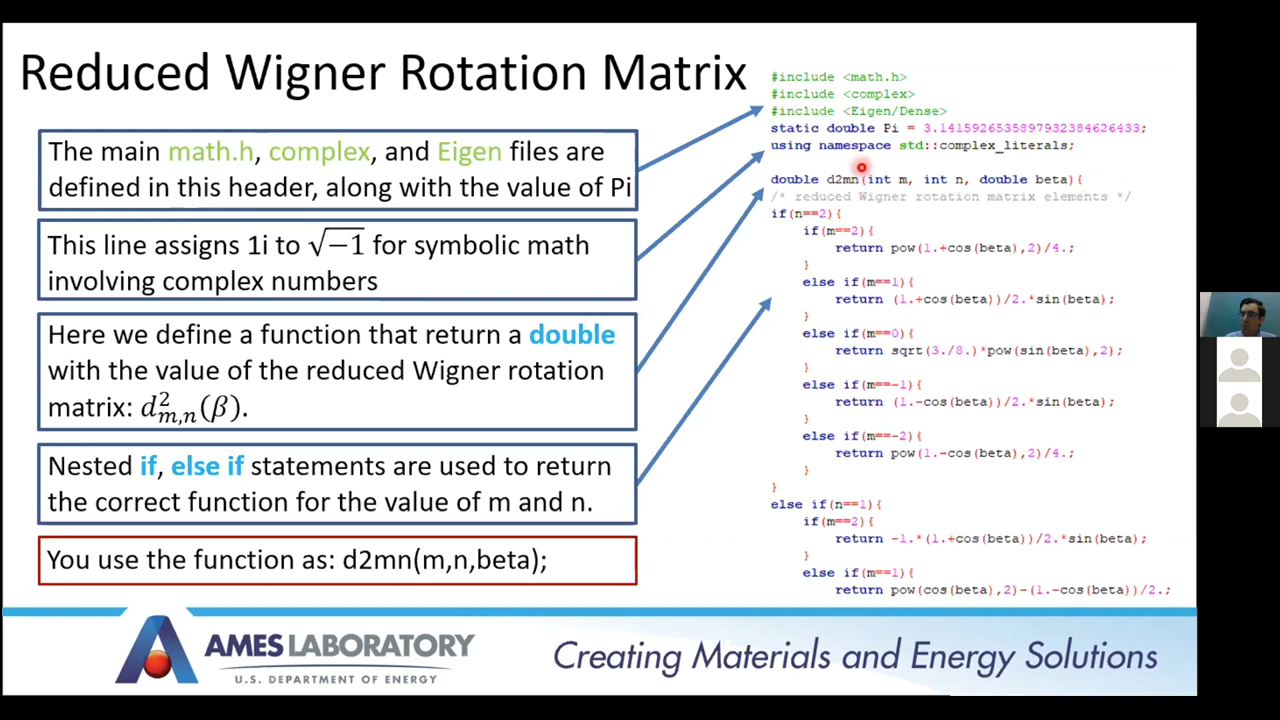 Reduced Wigner Rotation Matrix
The main math.h, complex, and Eigen files are
defined in this header, along with the value of Pi
This line assigns 1i to √−1 for symbolic math
involving complex numbers
Here we define a function that return a double
with the value of the reduced Wigner rotation
matrix: d²m,n(β).
Nested if, else if statements are used to return
the correct function for the value of m and n.
You use the function as: d2mn(m,n,beta);
#include <math.h>
#include <complex>
#include <Eigen/Dense>
static double Pi = 3.1415926535897932384626433;
using namespace std::complex_literals;
double d2mn(int m, int n, double beta){
/* reduced Wigner rotation matrix elements */
if(n==2){
if(m==2){
return pow(1.+cos(beta),2)/4.;
}
else if(m==1){
return (1.+cos(beta))/2.*sin(beta);
}
else if(m==0){
return sqrt(3./8.)*pow(sin(beta),2);
}
else if(m==-1){
return (1.-cos(beta))/2.*sin(beta);
}
else if(m==-2){
return pow(1.-cos(beta),2)/4.;
}
}
else if(n==1){
if(m==2){
return -1.*(1.+cos(beta))/2.*sin(beta);
}
else if(m==1){
return pow(cos(beta),2)-(1.-cos(beta))/2.;
AMES LABORATORY
U.S. DEPARTMENT OF ENERGY
Creating Materials and Energy Solutions